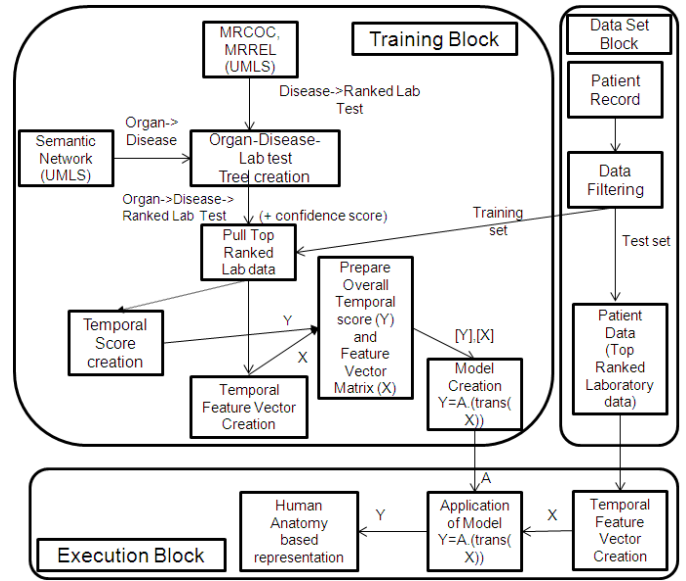 MRCOC,
MRREL
(UMLS)
Training Block
Data Set
Block
Patient
Record
Disease->Ranked Lab
Test
Organ->
Disease
Semantic
Network
(UMLS)
Organ-Disease-
Lab test
Tree creation
Data
Filtering
Organ->Disease->
Ranked Lab Test
(+ confidence score)
Training
set
Test set
Pull Top
Ranked
Lab data
Prepare
Overall
Temporal
score (Y)
and
Feature
Vector
Matrix (X)
Temporal
Score
creation
Y
X
[Y],[X]
Patient
Data
(Top
Ranked
Laboratory
data)
Temporal
Feature Vector
Creation
Model
Creation
Y=A.(trans(
X))
A
Human
Anatomy
based
representation
Y
Application
of Model
Y=A.(trans(
X))
X
Temporal
Feature
Vector
Creation
Execution Block